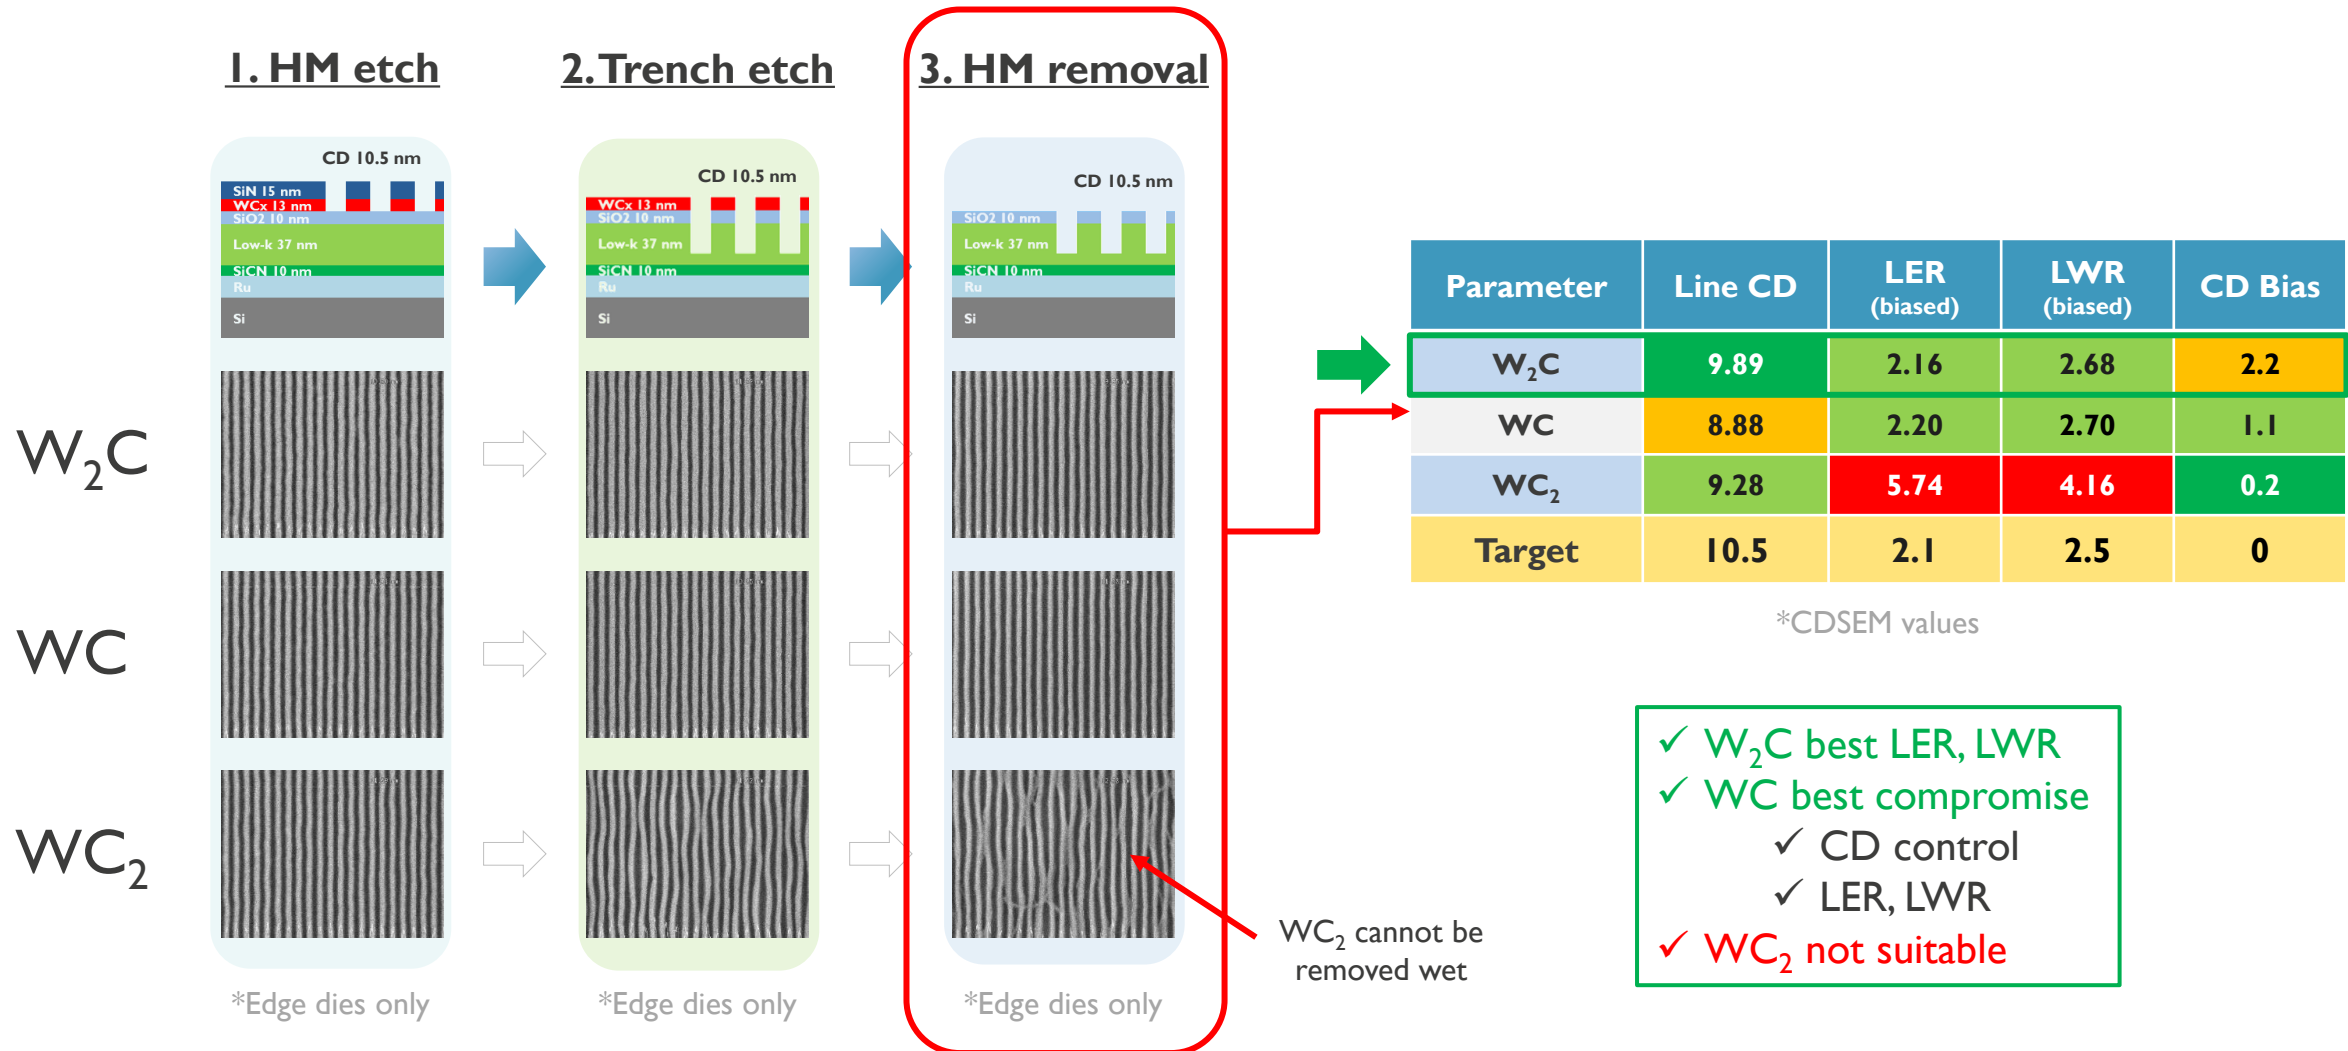 1. HM etch
2. Trench etch
3. HM removal
CD 10.5 nm
SiN 15 nm
WCx 13 nm
SiO2 10 nm
Low-k 37 nm
SiCN 10 nm
Ru
Si
CD 10.5 nm
WCx 13 nm
SiO2 10 nm
Low-k 37 nm
SiCN 10 nm
Ru
Si
CD 10.5 nm
SiO2 10 nm
Low-k 37 nm
SiCN 10 nm
Ru
Si
W₂C
WC
WC₂
*Edge dies only
*Edge dies only
*Edge dies only
WC₂ cannot be
removed wet
Parameter Line CD LER (biased) LWR (biased) CD Bias
W₂C 9.89 2.16 2.68 2.2
WC 8.88 2.20 2.70 1.1
WC₂ 9.28 5.74 4.16 0.2
Target 10.5 2.1 2.5 0
*CDSEM values
✓ W₂C best LER, LWR
✓ WC best compromise
✓ CD control
✓ LER, LWR
✓ WC₂ not suitable